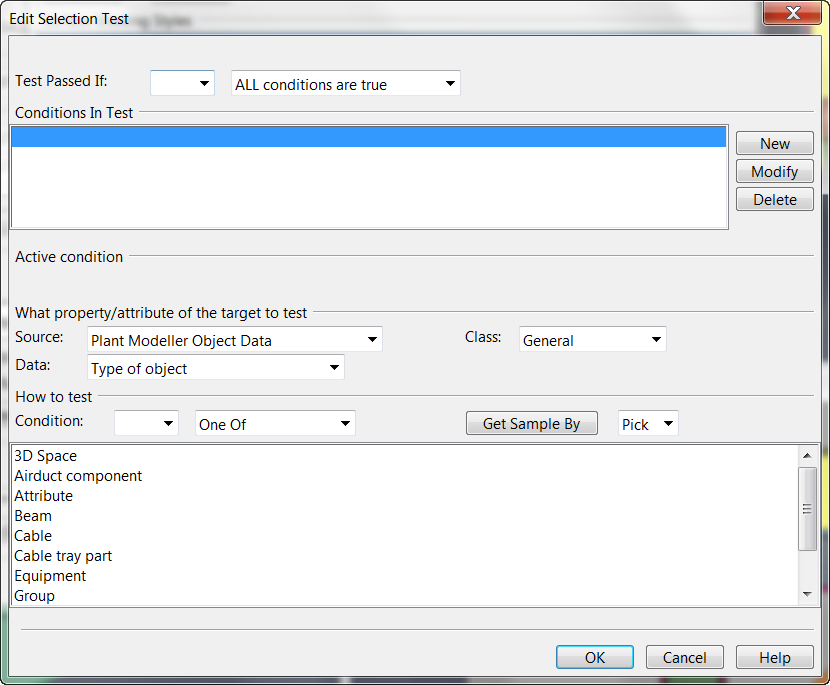 Edit Selection Test
Test Passed If: ALL conditions are true
Conditions In Test
New
Modify
Delete
Active condition
What property/attribute of the target to test
Source: Plant Modeller Object Data Class: General
Data: Type of object
How to test
Condition: One Of Get Sample By Pick
3D Space
Airduct component
Attribute
Beam
Cable
Cable tray part
Equipment
Group
OK Cancel Help